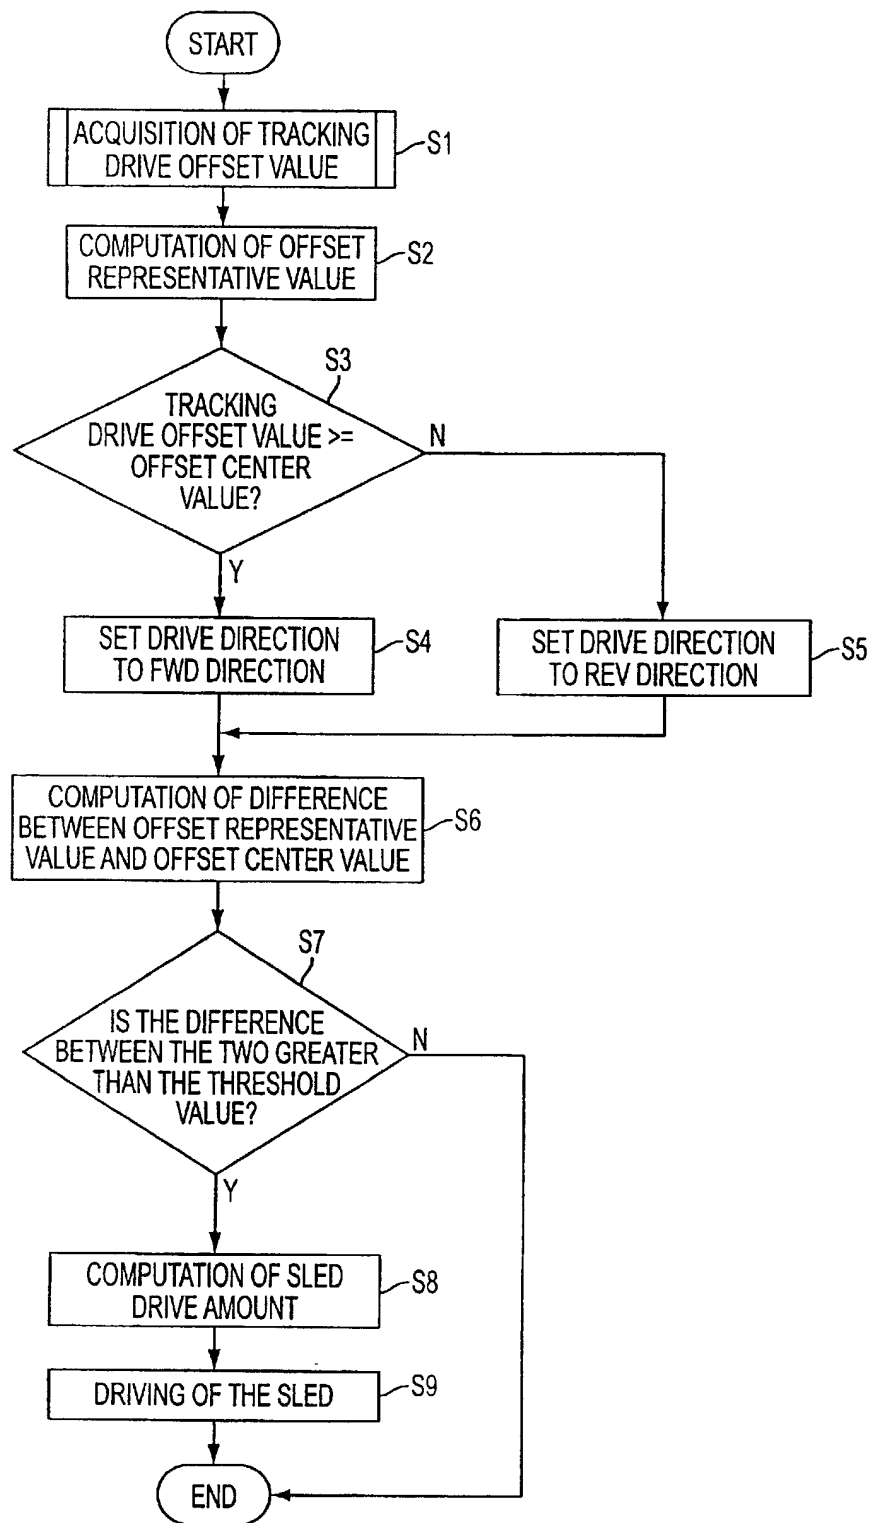 START
ACQUISITION OF TRACKING
DRIVE OFFSET VALUE
S1
COMPUTATION OF OFFSET
REPRESENTATIVE VALUE
S2
S3
TRACKING
DRIVE OFFSET VALUE >=
OFFSET CENTER
VALUE?
N
Y
SET DRIVE DIRECTION
TO FWD DIRECTION
S4
SET DRIVE DIRECTION
TO REV DIRECTION
S5
COMPUTATION OF DIFFERENCE
BETWEEN OFFSET REPRESENTATIVE
VALUE AND OFFSET CENTER VALUE
S6
S7
IS THE DIFFERENCE
BETWEEN THE TWO GREATER
THAN THE THRESHOLD
VALUE?
N
Y
COMPUTATION OF SLED
DRIVE AMOUNT
S8
DRIVING OF THE SLED
S9
END